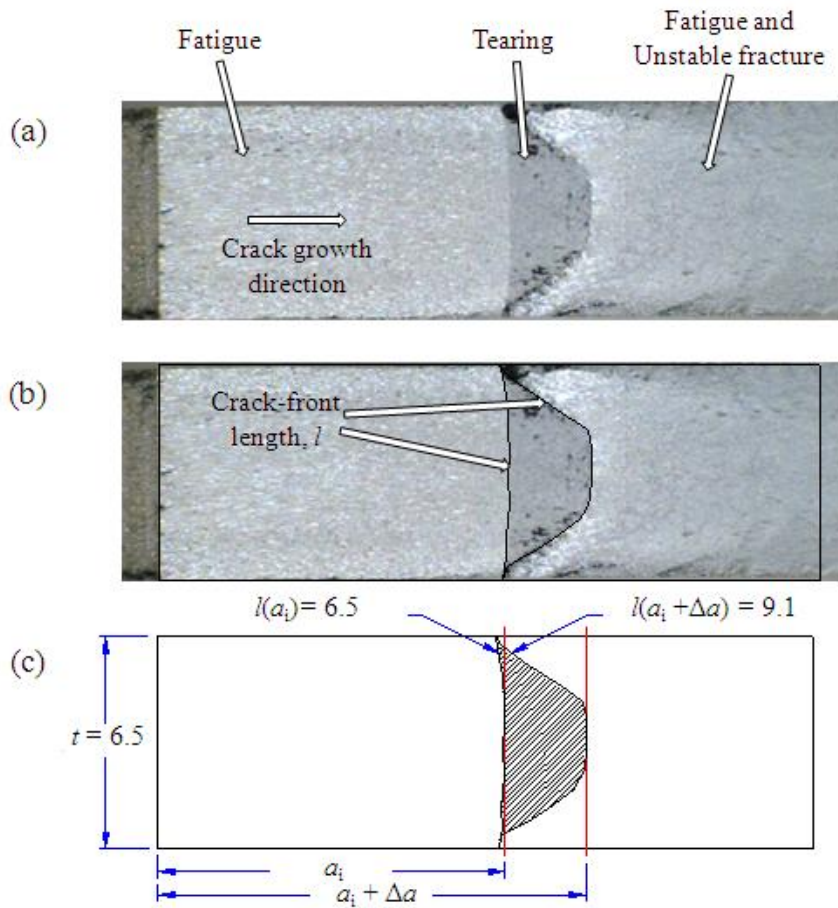 Fatigue
Tearing
Fatigue and
Unstable fracture
(a)
Crack growth
direction
(b)
Crack-front
length, l
l(aᵢ)= 6.5
l(aᵢ +Δa) = 9.1
(c)
t = 6.5
aᵢ
aᵢ + Δa